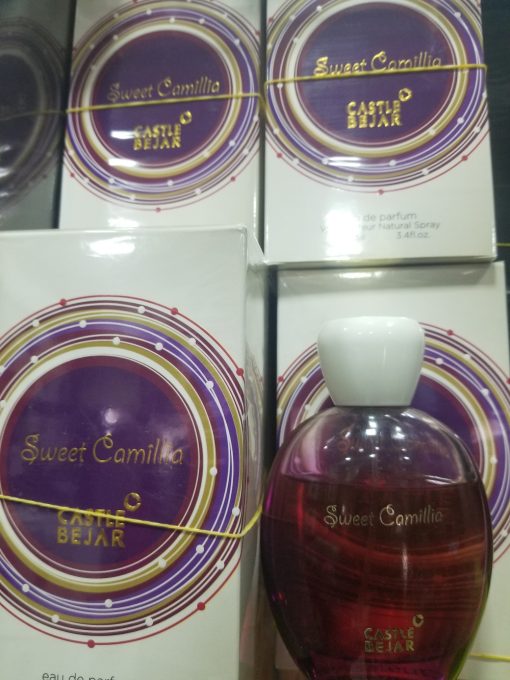 Sweet Camillia
CASTLE
BEJAR
Sweet Camillia
CASTLE
BEJAR
de parfum
Natural Spray
3.4fl.oz.
Sweet Camillia
CASTLE
BEJAR
eau de parf
Sweet Camillia
CASTLE
BEJAR